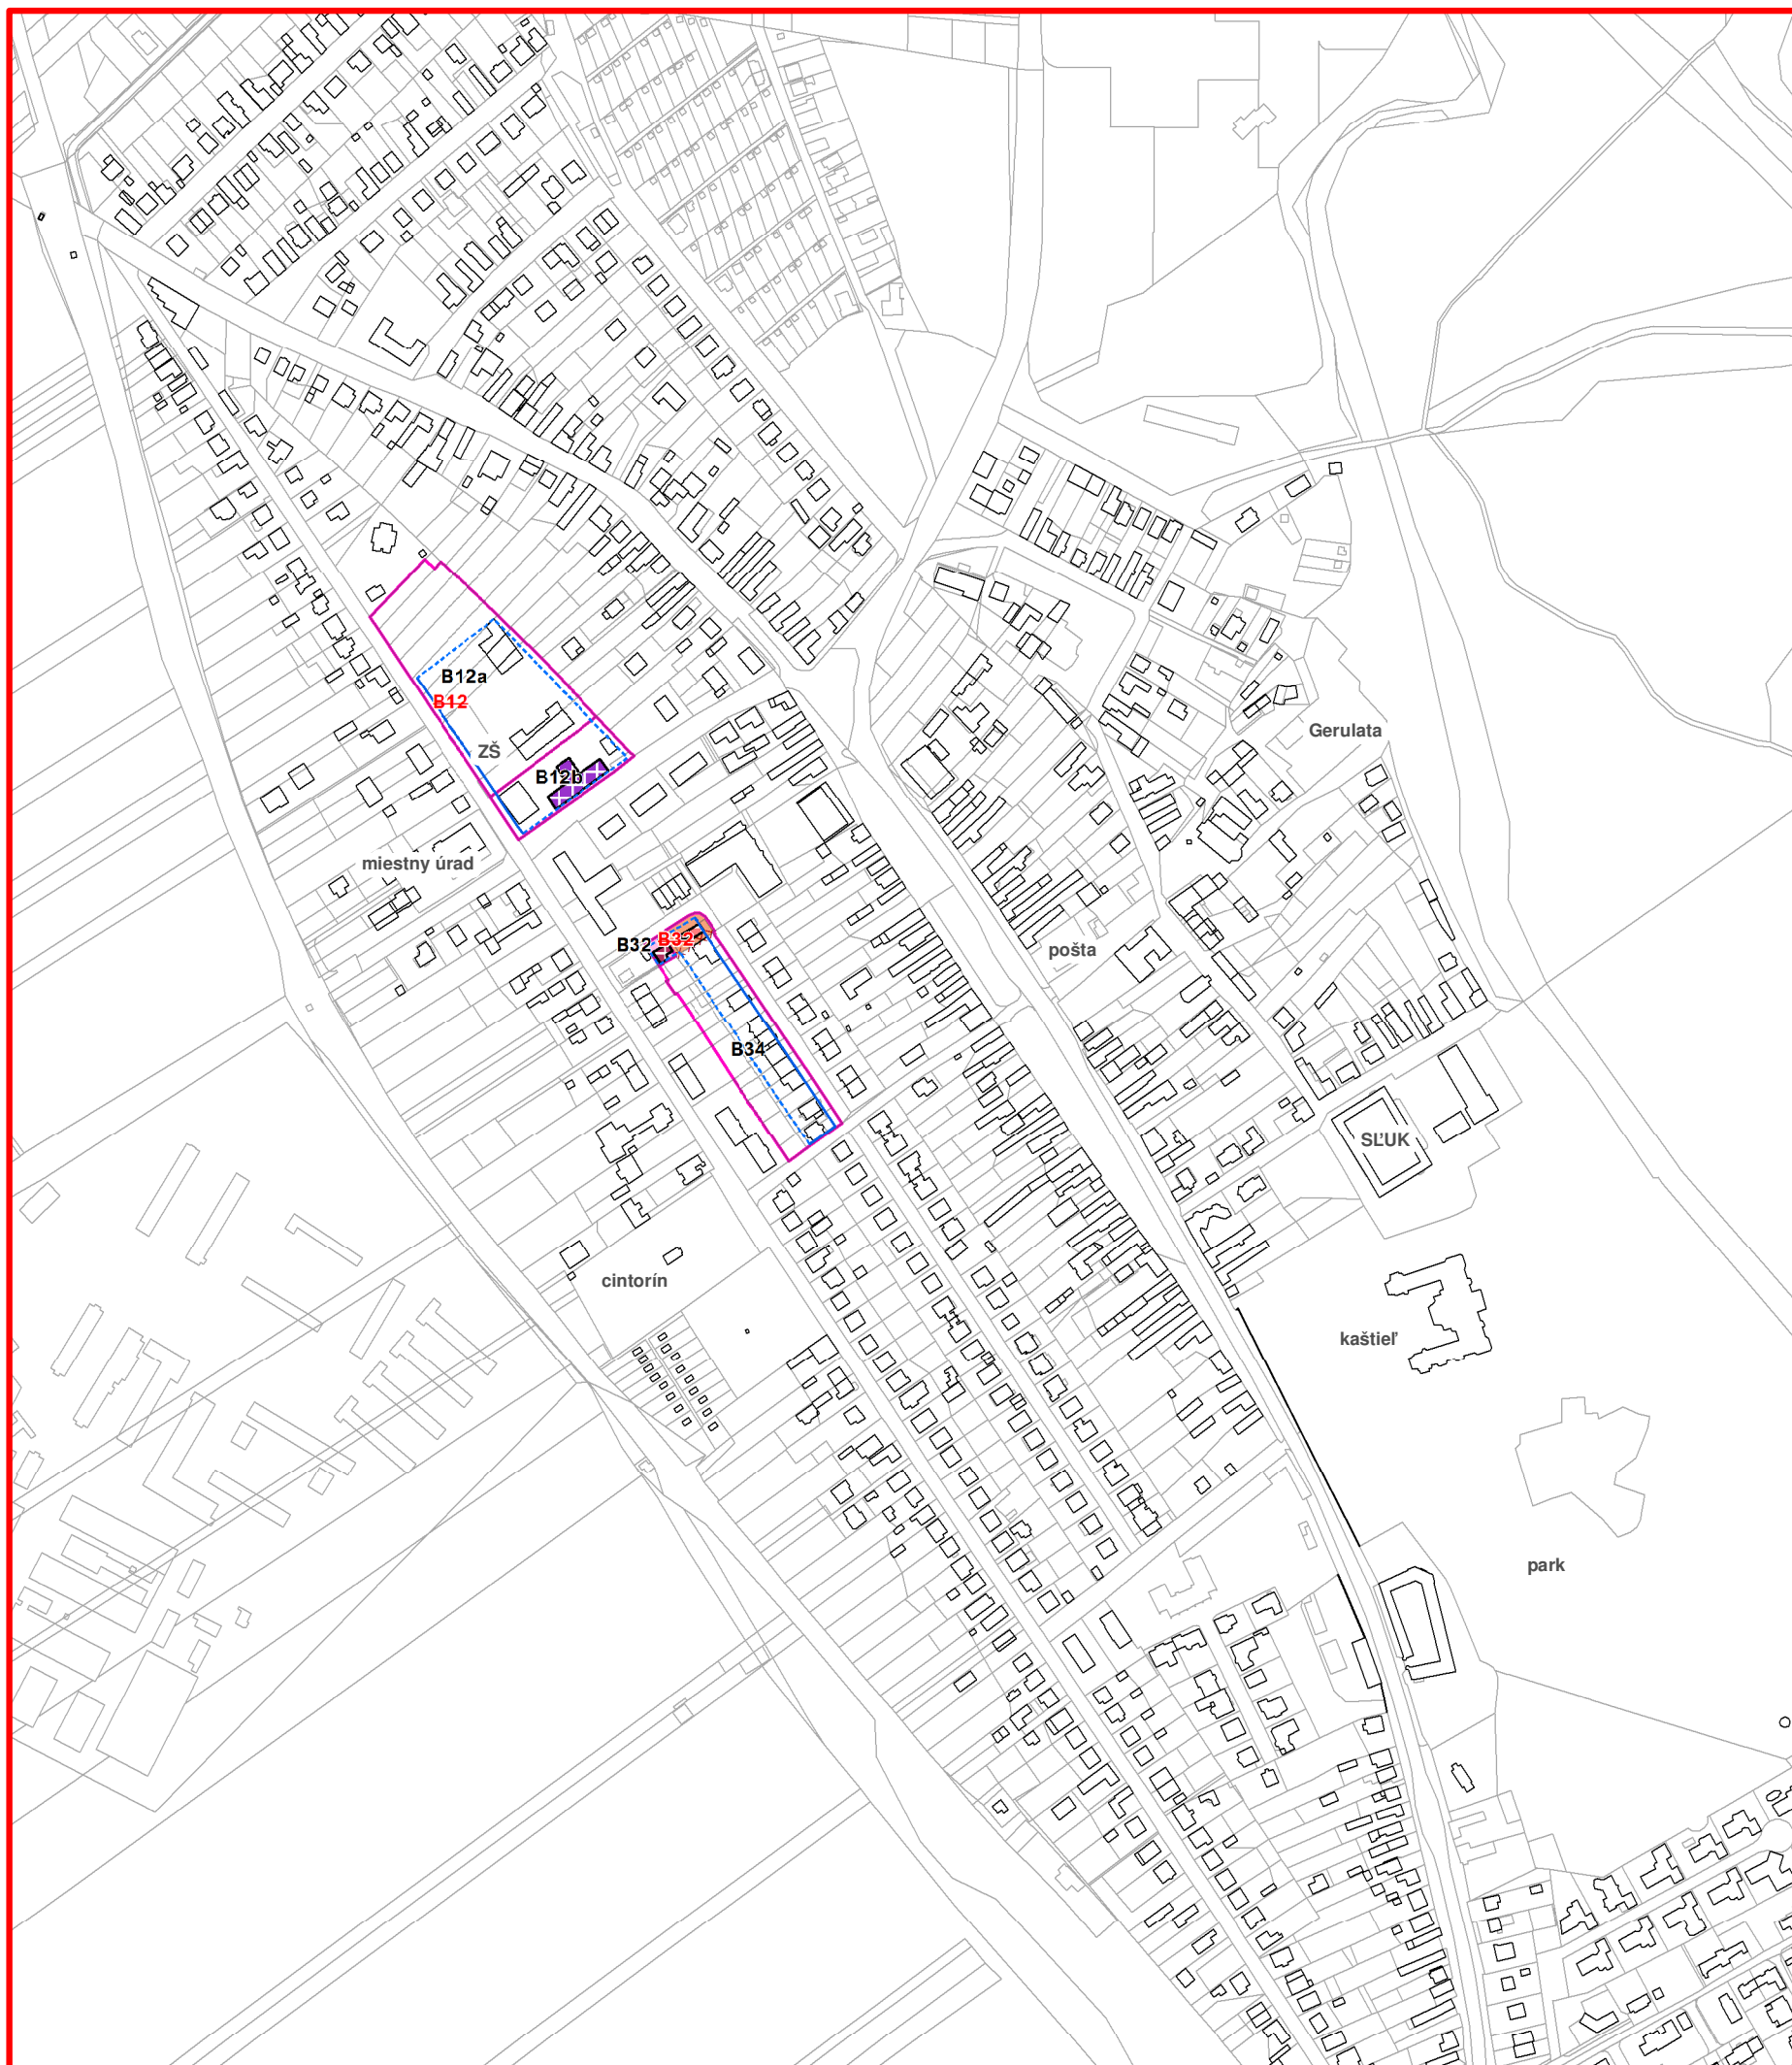 B12a
B12
Gerulata
ZŠ
B12b
miestny úrad
B32
B32
pošta
B34
SĽUK
cintorín
kaštieľ
park